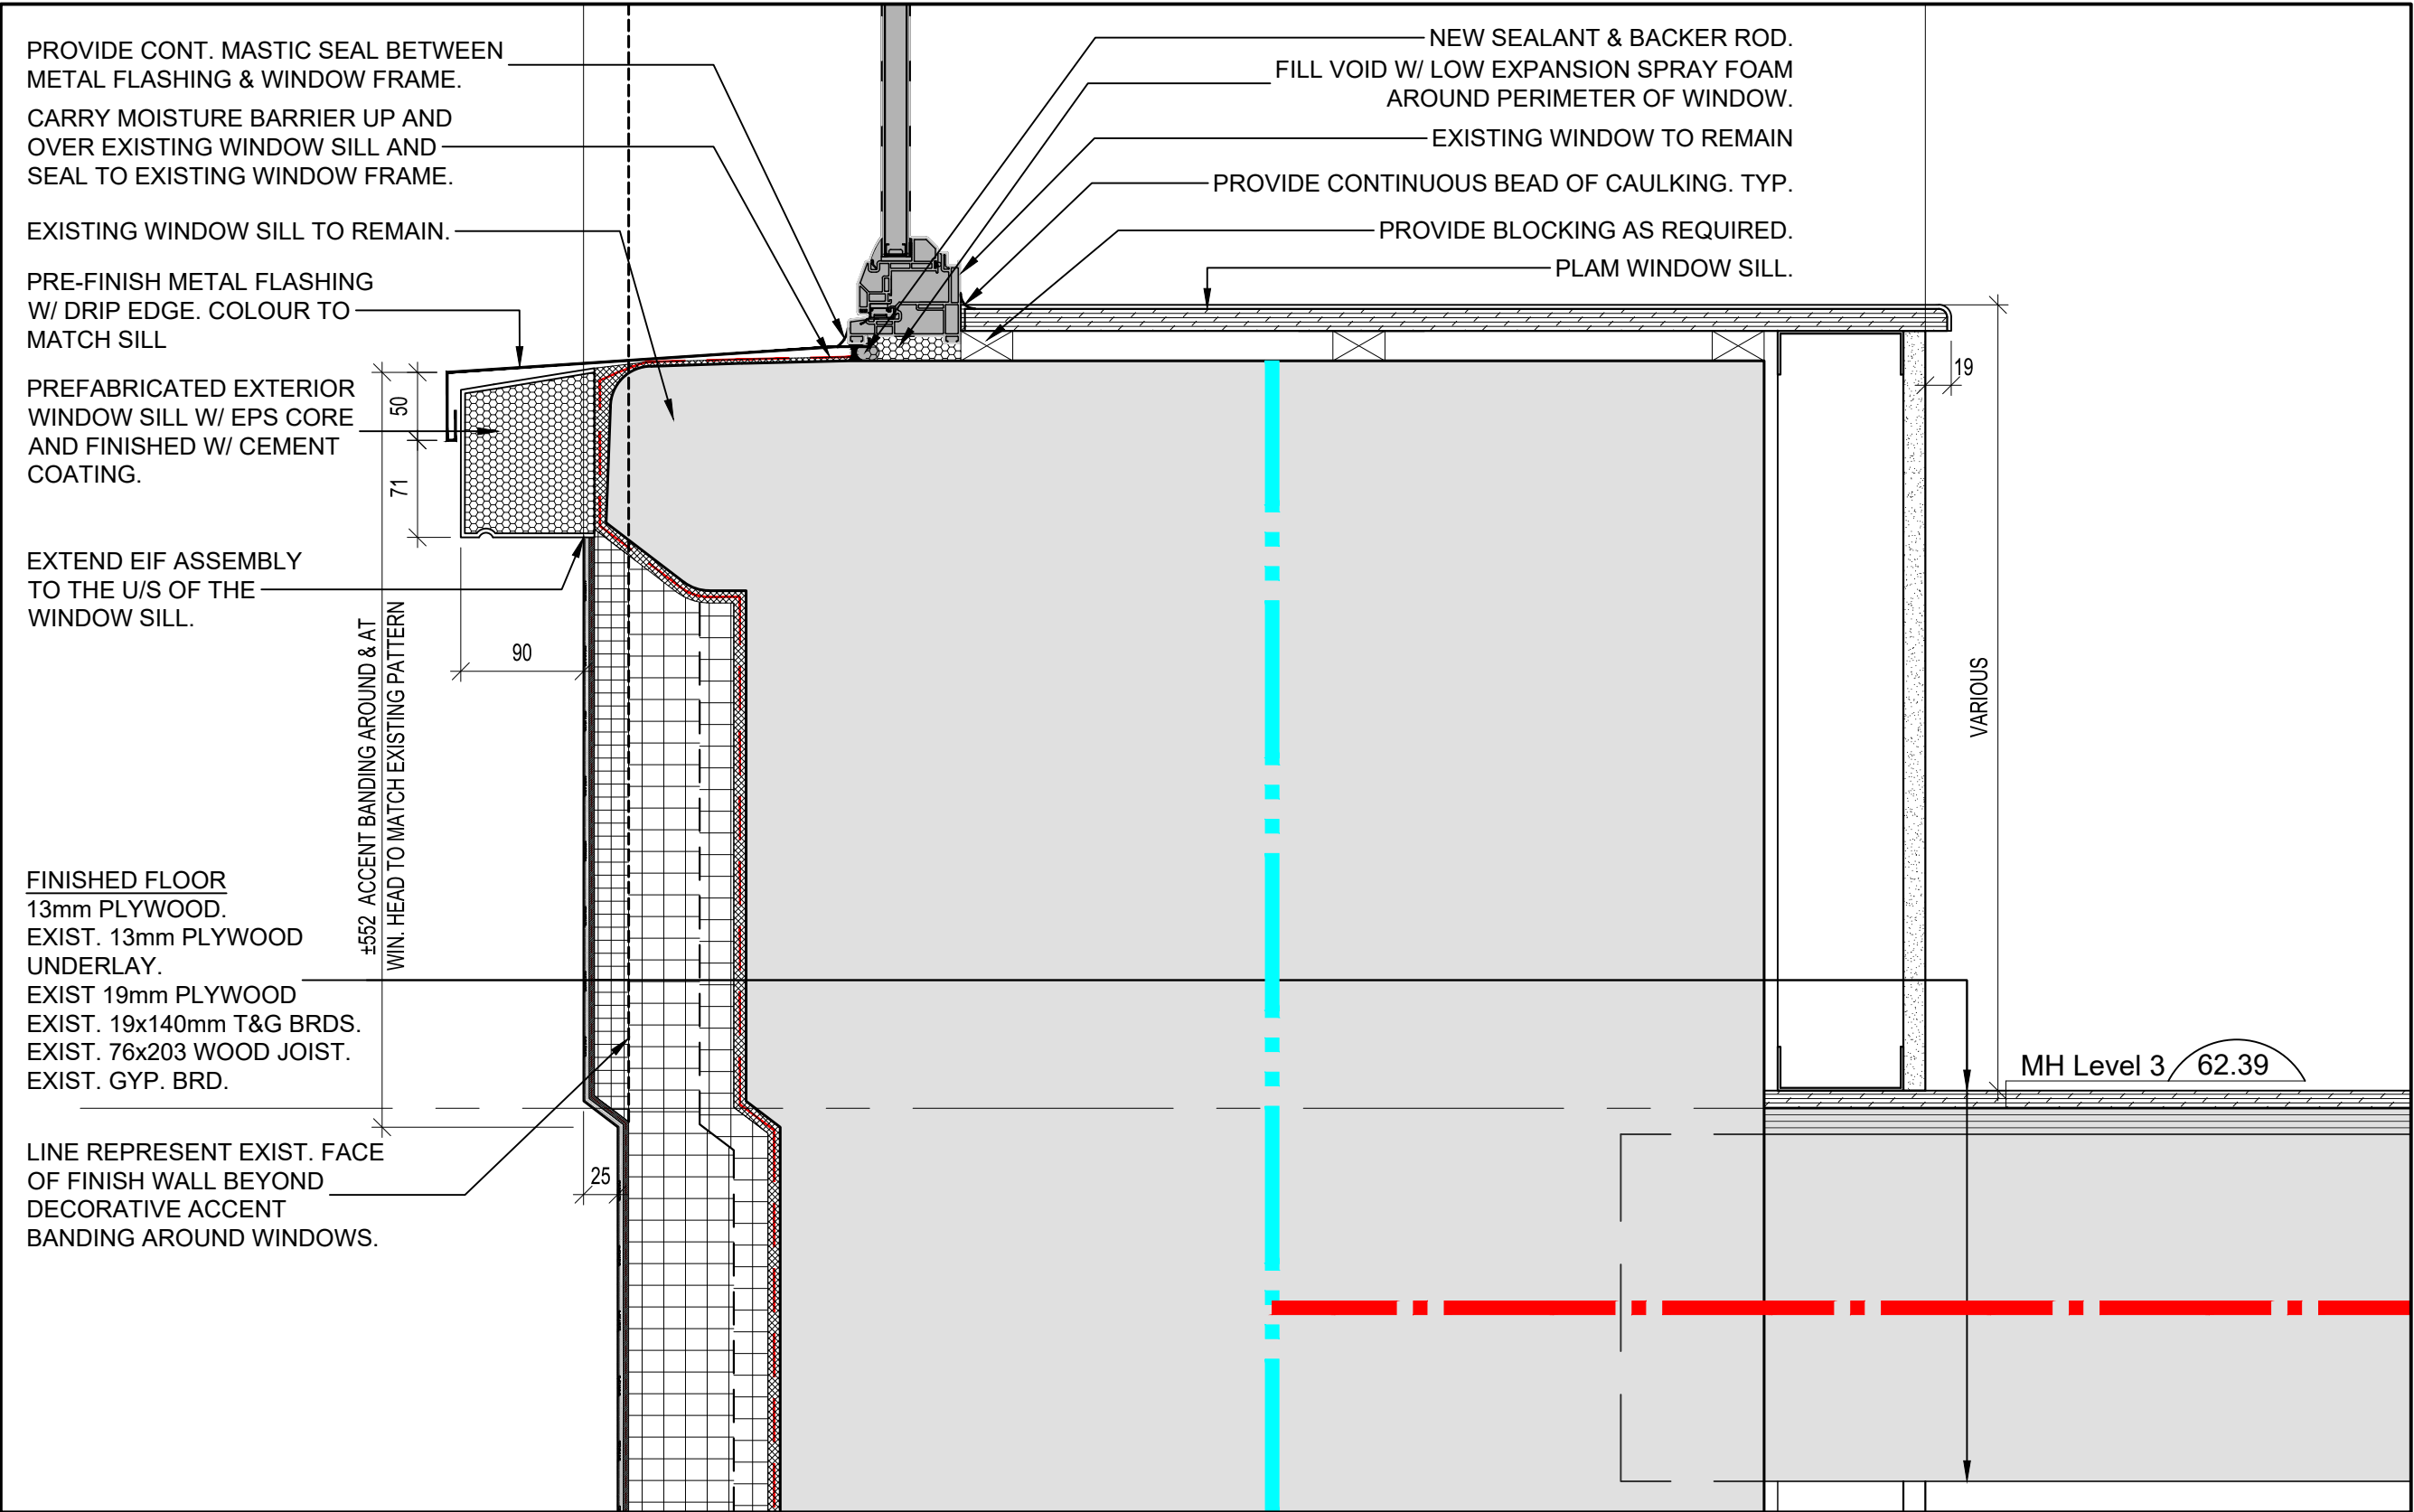 PROVIDE CONT. MASTIC SEAL BETWEEN
METAL FLASHING & WINDOW FRAME.
CARRY MOISTURE BARRIER UP AND
OVER EXISTING WINDOW SILL AND
SEAL TO EXISTING WINDOW FRAME.
EXISTING WINDOW SILL TO REMAIN.
PRE-FINISH METAL FLASHING
W/ DRIP EDGE. COLOUR TO
MATCH SILL
PREFABRICATED EXTERIOR
WINDOW SILL W/ EPS CORE
AND FINISHED W/ CEMENT
COATING.
EXTEND EIF ASSEMBLY
TO THE U/S OF THE
WINDOW SILL.
FINISHED FLOOR
13mm PLYWOOD.
EXIST. 13mm PLYWOOD
UNDERLAY.
EXIST 19mm PLYWOOD
EXIST. 19x140mm T&G BRDS.
EXIST. 76x203 WOOD JOIST.
EXIST. GYP. BRD.
LINE REPRESENT EXIST. FACE
OF FINISH WALL BEYOND
DECORATIVE ACCENT
BANDING AROUND WINDOWS.
50
71
90
±552 ACCENT BANDING AROUND & AT
WIN. HEAD TO MATCH EXISTING PATTERN
25
NEW SEALANT & BACKER ROD.
FILL VOID W/ LOW EXPANSION SPRAY FOAM
AROUND PERIMETER OF WINDOW.
EXISTING WINDOW TO REMAIN
PROVIDE CONTINUOUS BEAD OF CAULKING. TYP.
PROVIDE BLOCKING AS REQUIRED.
PLAM WINDOW SILL.
19
VARIOUS
MH Level 3
62.39